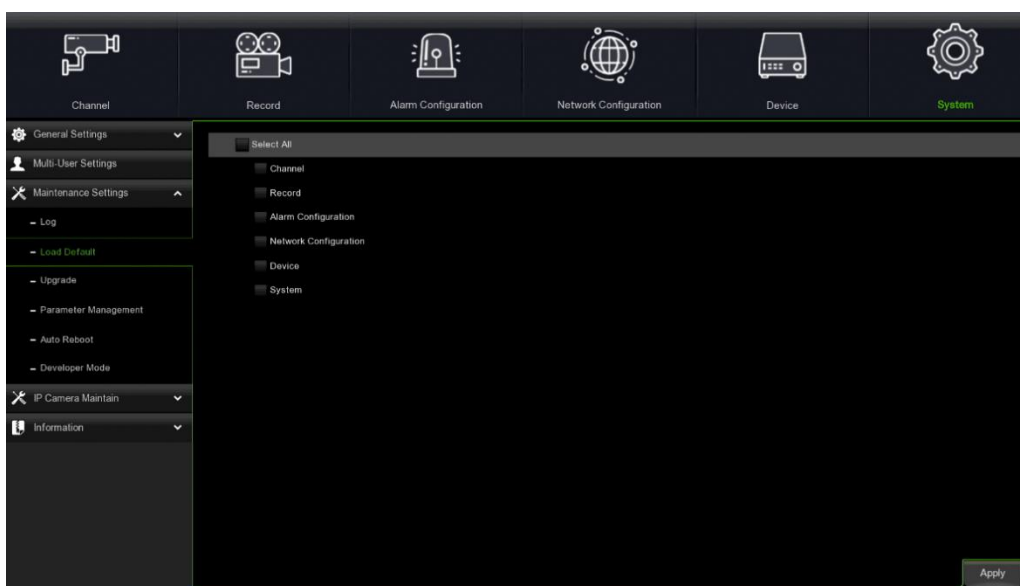 Channel
Record
Alarm Configuration
Network Configuration
Device
System
General Settings
Multi-User Settings
Maintenance Settings
Log
Load Default
Upgrade
Parameter Management
Auto Reboot
Developer Mode
IP Camera Maintain
Information
Select All
Channel
Record
Alarm Configuration
Network Configuration
Device
System
Apply